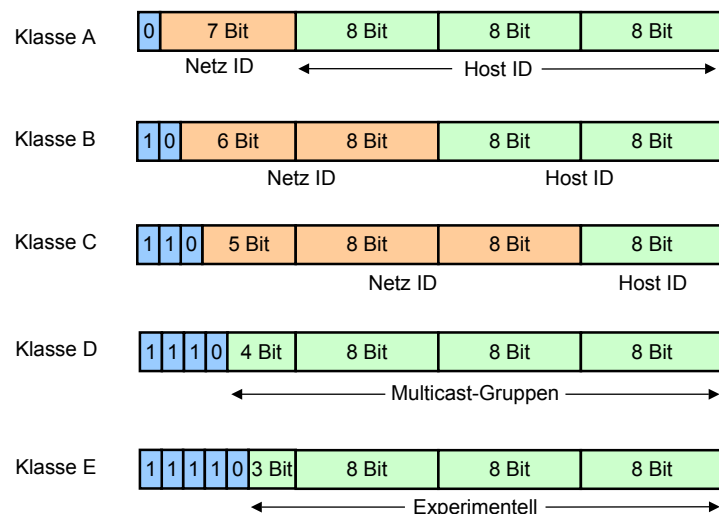 Klasse A 0 7 Bit 8 Bit 8 Bit 8 Bit
Netz ID Host ID
Klasse B 1 0 6 Bit 8 Bit 8 Bit 8 Bit
Netz ID Host ID
Klasse C 1 1 0 5 Bit 8 Bit 8 Bit 8 Bit
Netz ID Host ID
Klasse D 1 1 1 0 4 Bit 8 Bit 8 Bit 8 Bit
Multicast-Gruppen
Klasse E 1 1 1 1 0 3 Bit 8 Bit 8 Bit 8 Bit
Experimentell